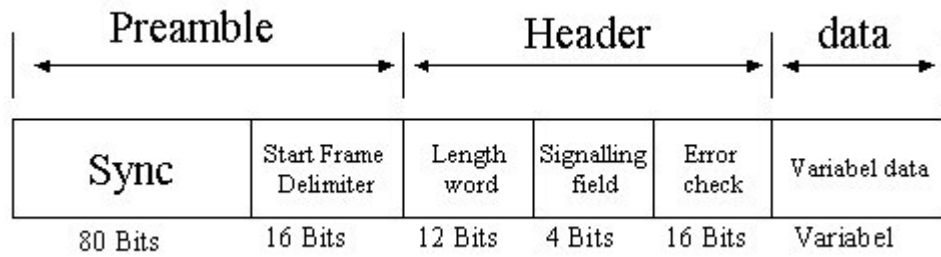 Preamble Header data
Sync
Start Frame
Delimiter
Length
word
Signalling
field
Error
check
Variabel data
80 Bits 16 Bits 12 Bits 4 Bits 16 Bits Variabel